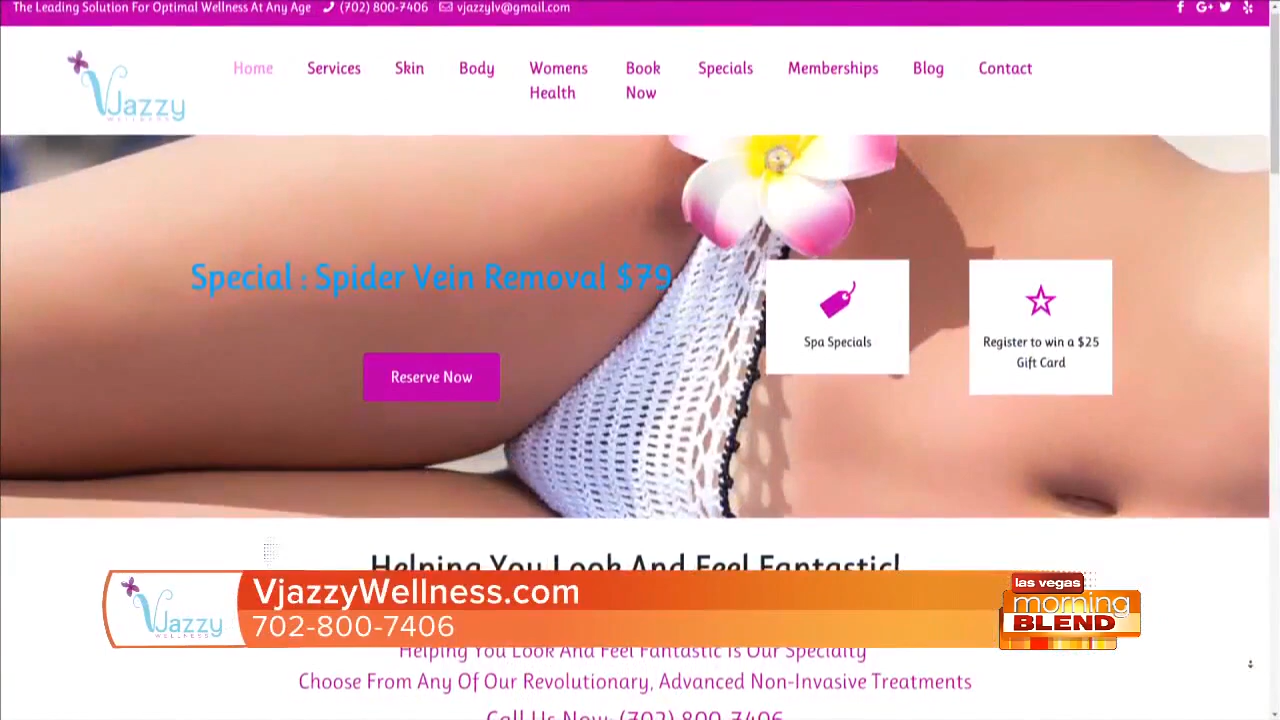 The Leading Solution For Optimal Wellness At Any Age (702) 800-7406 vjazzylv@gmail.com
Home Services Skin Body Womens Health Book Now Specials Memberships Blog Contact
VJazzy
WELLNESS
Special : Spider Vein Removal $79
Reserve Now
Spa Specials
Register to win a $25
Gift Card
Helping You Look And Feel Fantastic!
VJazzy
WELLNESS
VjazzyWellness.com
702-800-7406
las vegas
morning
BLEND
Helping You Look And Feel Fantastic Is Our Specialty
Choose From Any Of Our Revolutionary, Advanced Non-Invasive Treatments
Call Us Now: (702) 800-7406